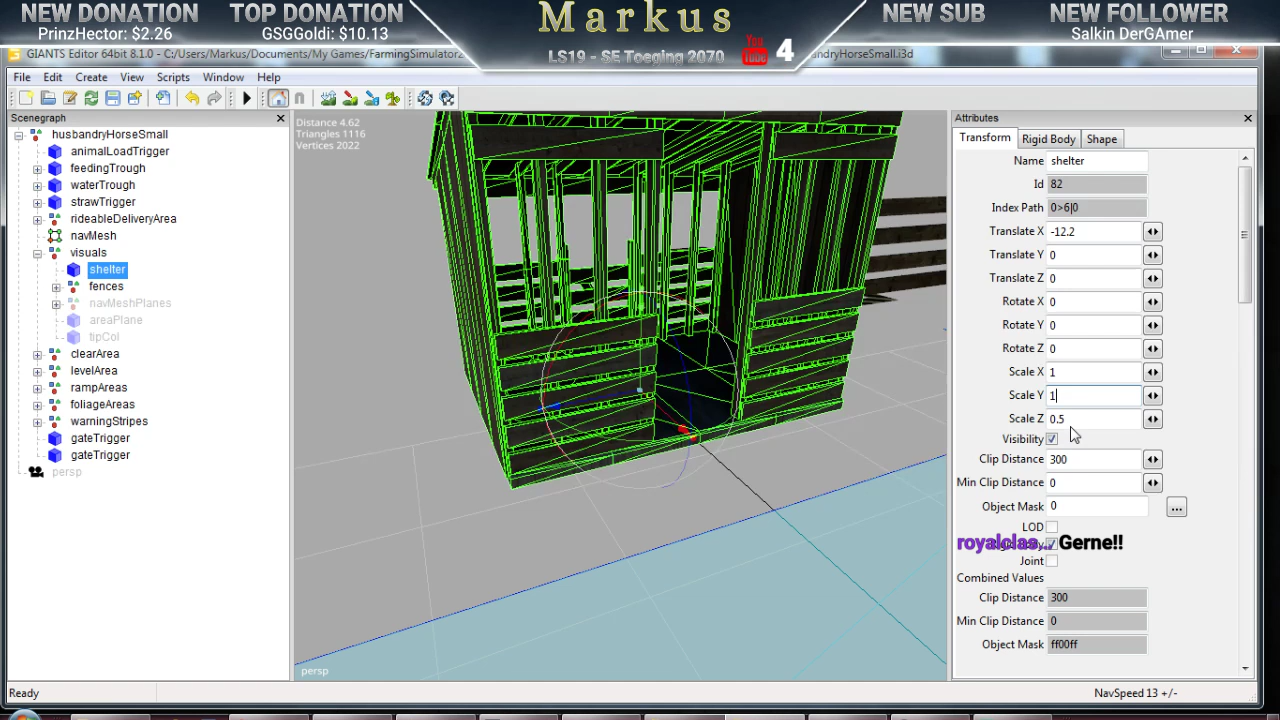 NEW DONATION
PrinzHector: $2.26
TOP DONATION
GSGGoldi: $10.13
Markus
LS19 - SE Toeging 2070
You Tube
4
NEW SUB
NEW FOLLOWER
Salkin DerGAmer
GIANTS Editor 64bit 8.1.0 - C:/Users/Markus/Documents/My Games/FarmingSimulator2
ndryHorseSmall.i3d
File Edit Create View Scripts Window Help
Scenegraph
husbandryHorseSmall
animalLoadTrigger
feedingTrough
waterTrough
strawTrigger
rideableDeliveryArea
navMesh
visuals
shelter
fences
navMeshPlanes
areaPlane
tipCol
clearArea
levelArea
rampAreas
foliageAreas
warningStripes
gateTrigger
gateTrigger
persp
Distance 4.62
Triangles 1116
Vertices 2022
persp
Attributes
Transform Rigid Body Shape
Name shelter
Id 82
Index Path 0>6|0
Translate X -12.2
Translate Y 0
Translate Z 0
Rotate X 0
Rotate Y 0
Rotate Z 0
Scale X 1
Scale Y 1
Scale Z 0.5
Visibility
Clip Distance 300
Min Clip Distance 0
Object Mask 0 ...
LOD
royalclas... Gerne!!
Joint
Combined Values
Clip Distance 300
Min Clip Distance 0
Object Mask ff00ff
Ready
NavSpeed 13 +/-